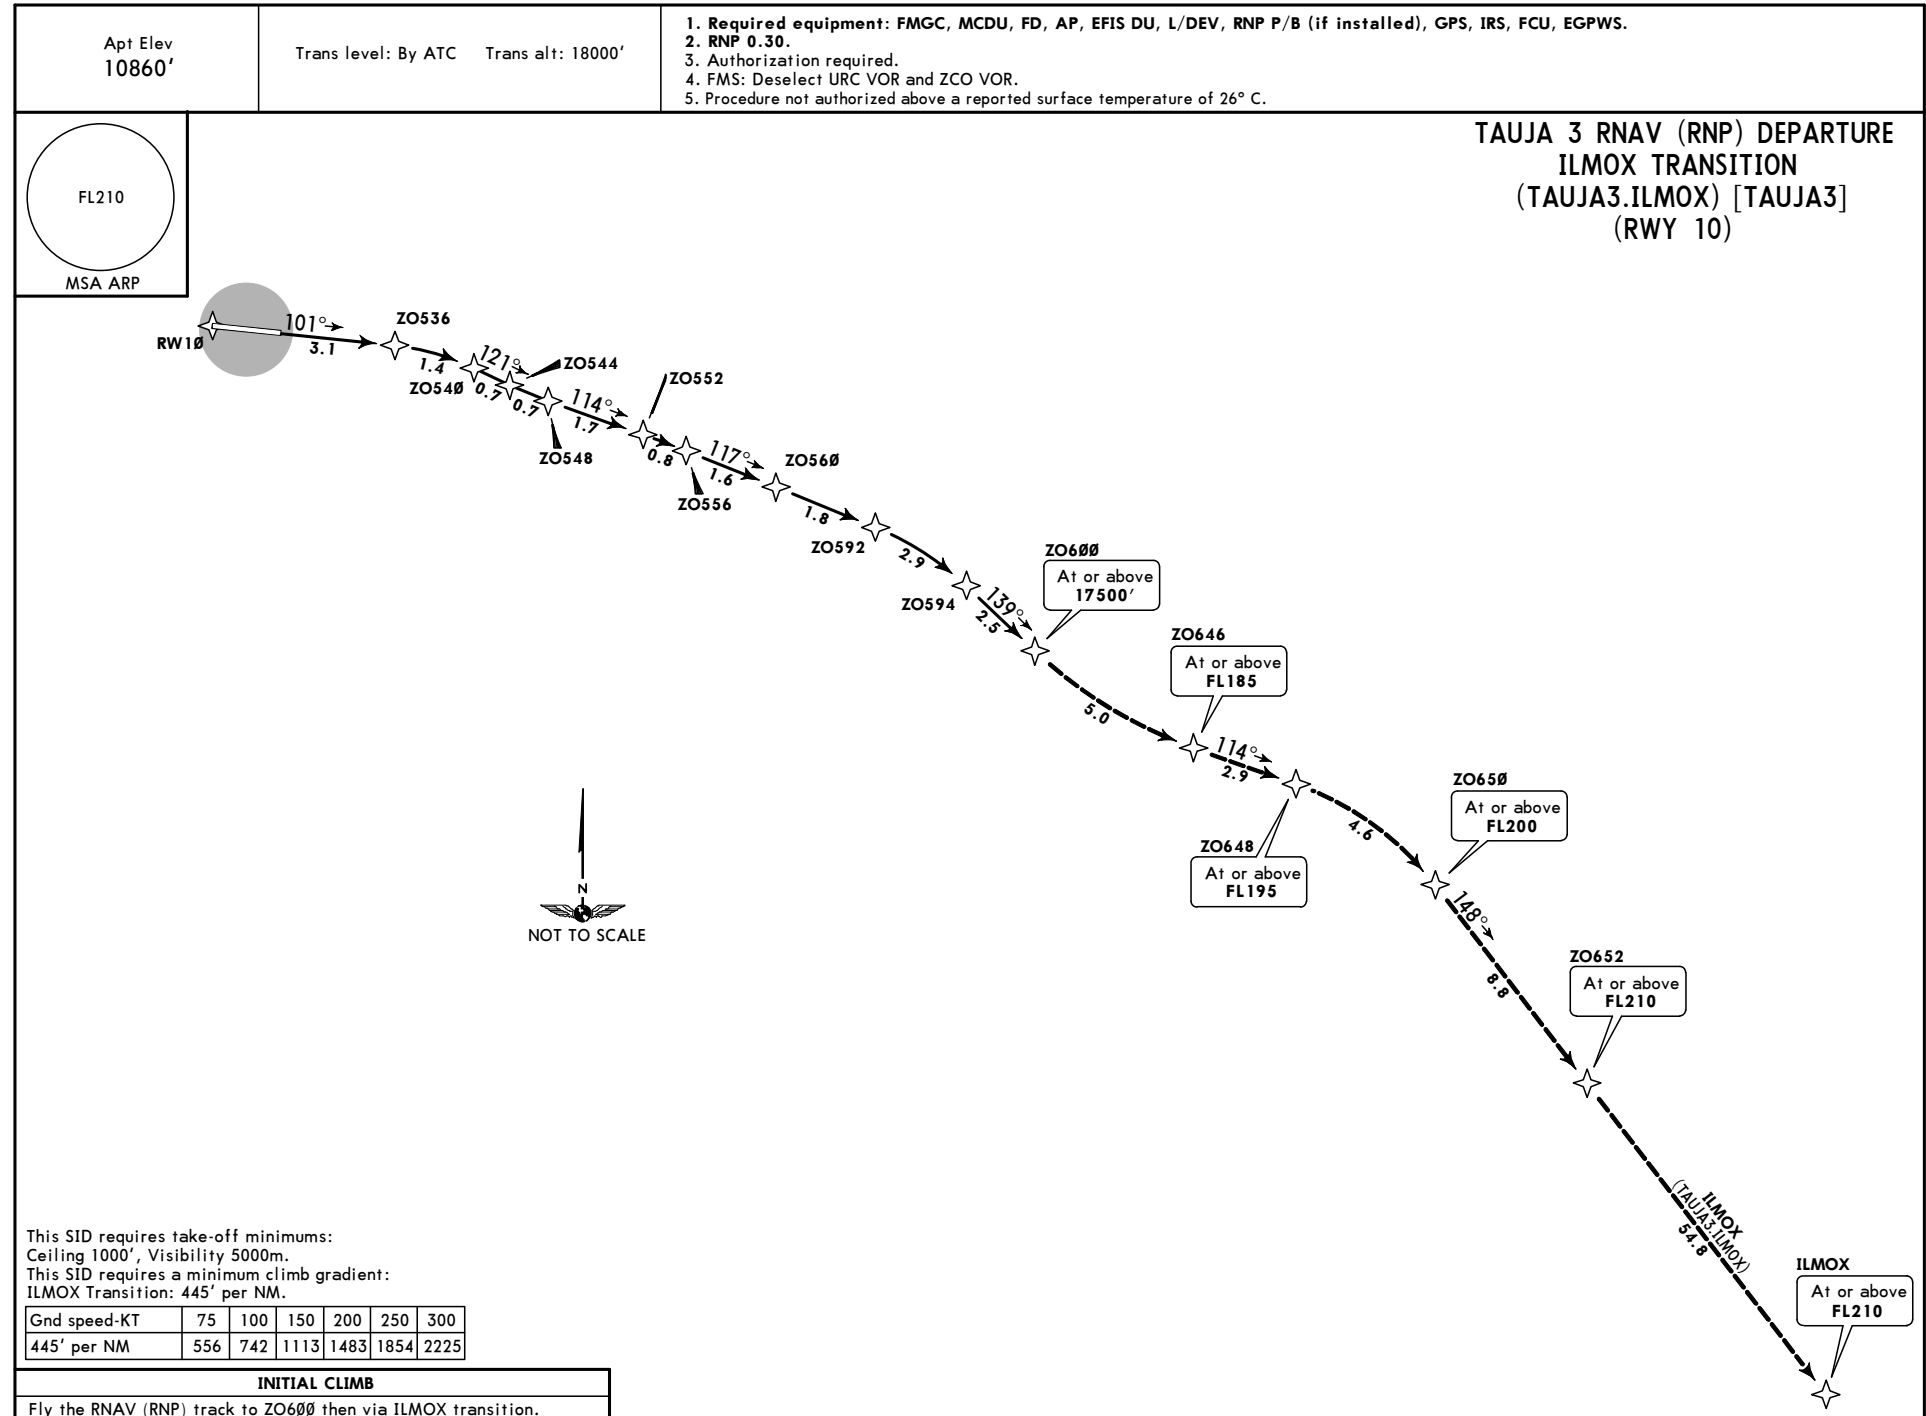 Apt Elev
10860'
Trans level: By ATC Trans alt: 18000'
1. Required equipment: FMGC, MCDU, FD, AP, EFIS DU, L/DEV, RNP P/B (if installed), GPS, IRS, FCU, EGPWS.
2. RNP 0.30.
3. Authorization required.
4. FMS: Deselect URC VOR and ZCO VOR.
5. Procedure not authorized above a reported surface temperature of 26° C.
FL210
MSA ARP
TAUJA 3 RNAV (RNP) DEPARTURE
ILMOX TRANSITION
(TAUJA3.ILMOX) [TAUJA3]
(RWY 10)
RW1Ø
101°
3.1
ZO536
1.4
ZO54Ø
121°
0.7
ZO544
0.7
ZO548
114°
1.7
ZO552
0.8
ZO556
117°
1.6
ZO56Ø
1.8
ZO592
2.9
ZO594
139°
2.5
ZO6ØØ
At or above
17500'
5.0
ZO646
At or above
FL185
114°
2.9
ZO648
At or above
FL195
4.6
ZO65Ø
At or above
FL200
148°
8.8
ZO652
At or above
FL210
ILMOX
(TAUJA3.ILMOX)
54.8
ILMOX
At or above
FL210
N
NOT TO SCALE
This SID requires take-off minimums:
Ceiling 1000', Visibility 5000m.
This SID requires a minimum climb gradient:
ILMOX Transition: 445' per NM.
Gnd speed-KT 75 100 150 200 250 300
445' per NM 556 742 1113 1483 1854 2225
INITIAL CLIMB
Fly the RNAV (RNP) track to ZO6ØØ then via ILMOX transition.